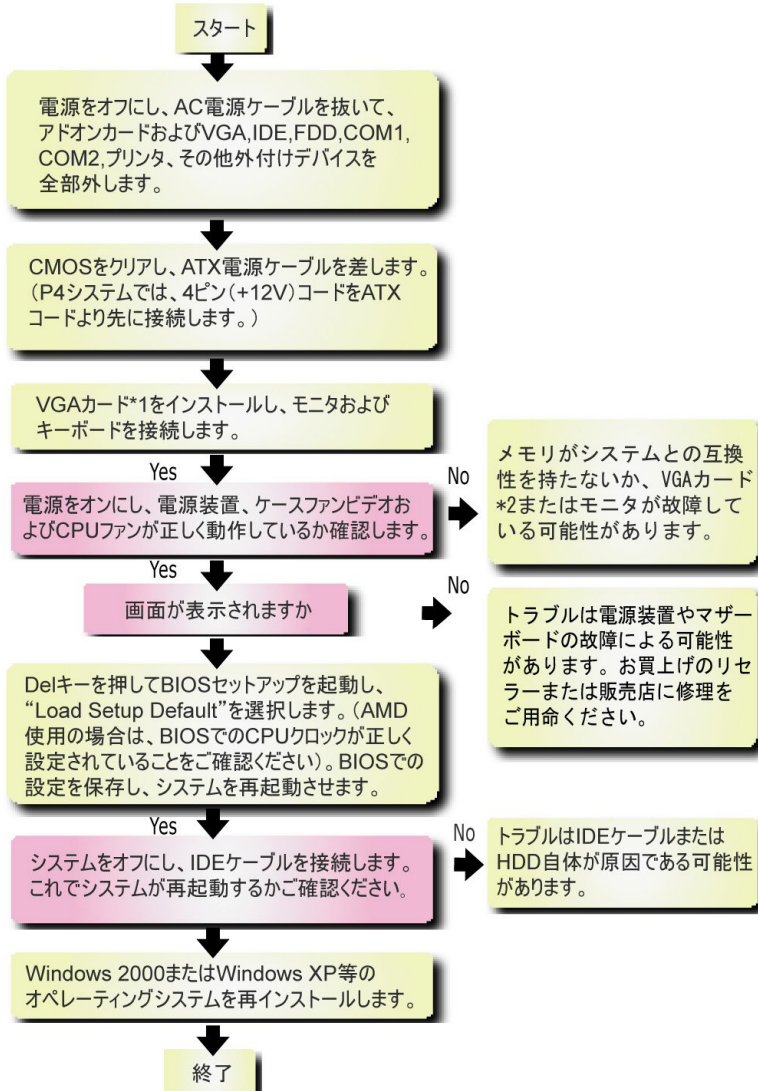 スタート
電源をオフにし、AC電源ケーブルを抜いて、
アドオンカードおよびVGA,IDE,FDD,COM1,
COM2,プリンタ、その他外付けデバイスを
全部外します。
CMOSをクリアし、ATX電源ケーブルを差します。
(P4システムでは、4ピン(+12V)コードをATX
コードより先に接続します。)
VGAカード*1をインストールし、モニタおよび
キーボードを接続します。
Yes
No
電源をオンにし、電源装置、ケースファンビデオお
よびCPUファンが正しく動作しているか確認します。
メモリがシステムとの互換
性を持たないか、VGAカード
*2またはモニタが故障して
いる可能性があります。
Yes
No
画面が表示されますか
トラブルは電源装置やマザー
ボードの故障による可能性
があります。お買上げのリセ
ラーまたは販売店に修理を
ご用命ください。
Delキーを押してBIOSセットアップを起動し、
“Load Setup Default”を選択します。(AMD
使用の場合は、BIOSでのCPUクロックが正しく
設定されていることをご確認ください)。BIOSでの
設定を保存し、システムを再起動させます。
Yes
No
システムをオフにし、IDEケーブルを接続します。
これでシステムが再起動するかご確認ください。
トラブルはIDEケーブルまたは
HDD自体が原因である可能性
があります。
Windows 2000またはWindows XP等の
オペレーティングシステムを再インストールします。
終了